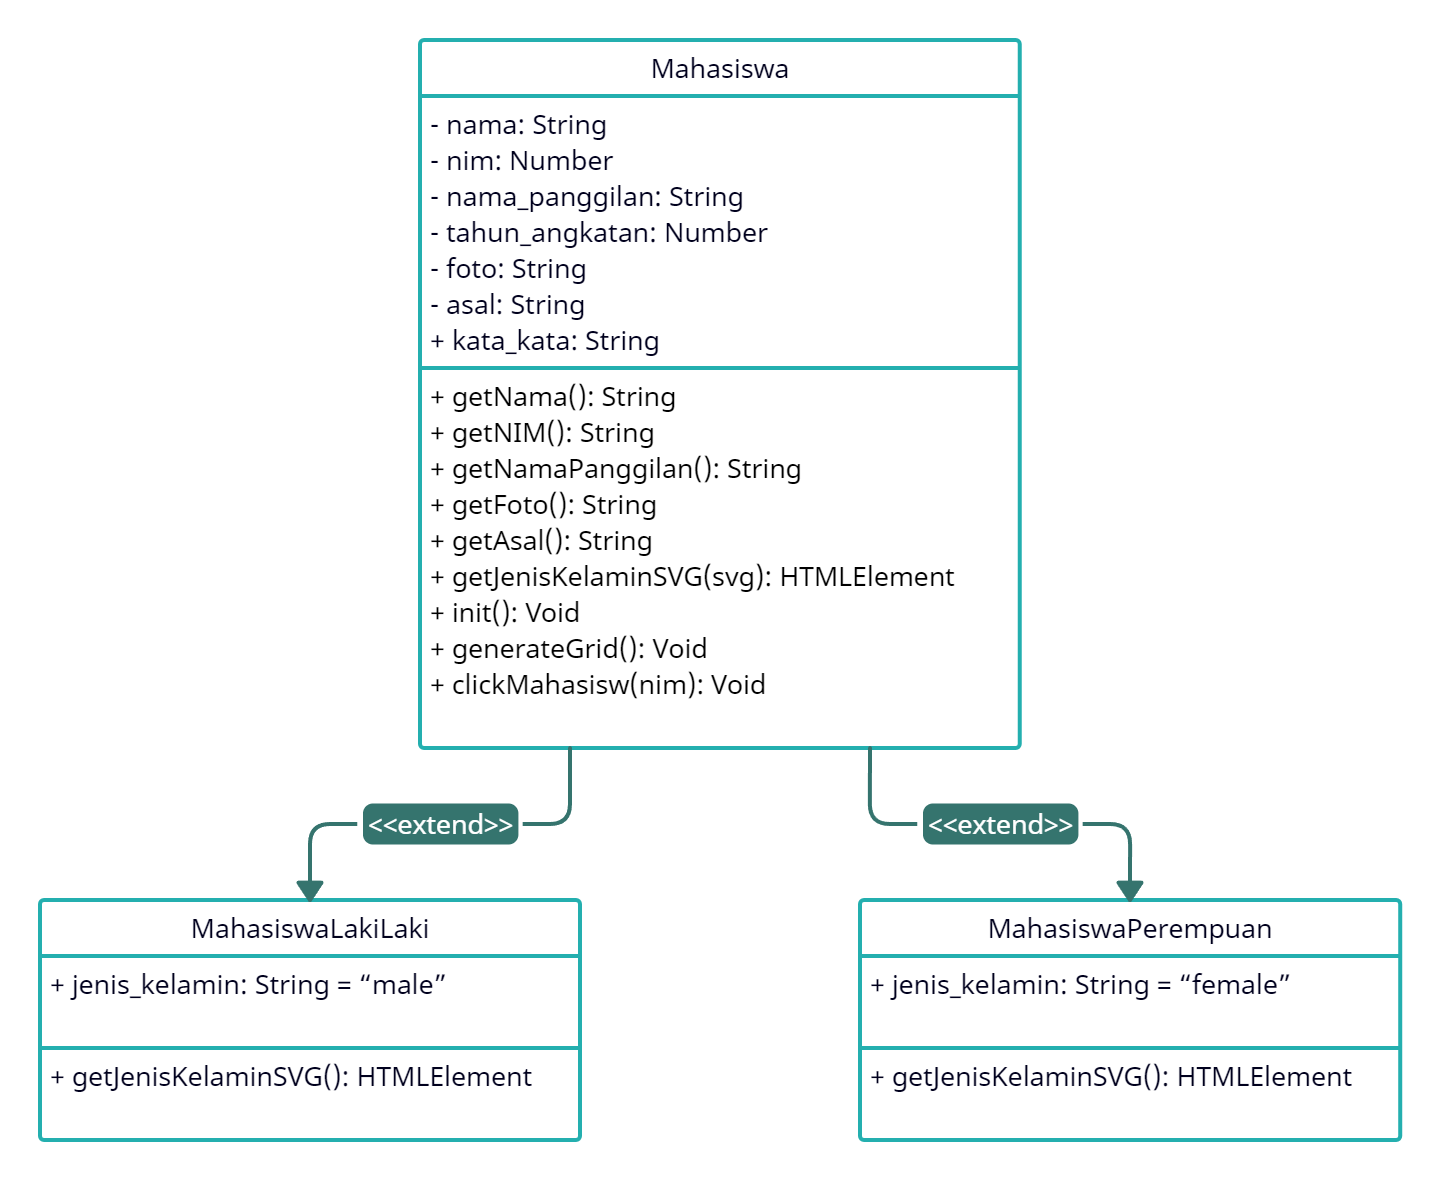 Mahasiswa
- nama: String
- nim: Number
- nama_panggilan: String
- tahun_angkatan: Number
- foto: String
- asal: String
+ kata_kata: String
+ getNama(): String
+ getNIM(): String
+ getNamaPanggilan(): String
+ getFoto(): String
+ getAsal(): String
+ getJenisKelaminSVG(svg): HTMLElement
+ init(): Void
+ generateGrid(): Void
+ clickMahasisw(nim): Void
<<extend>>
<<extend>>
MahasiswaLakiLaki
+ jenis_kelamin: String = “male”
+ getJenisKelaminSVG(): HTMLElement
MahasiswaPerempuan
+ jenis_kelamin: String = “female”
+ getJenisKelaminSVG(): HTMLElement